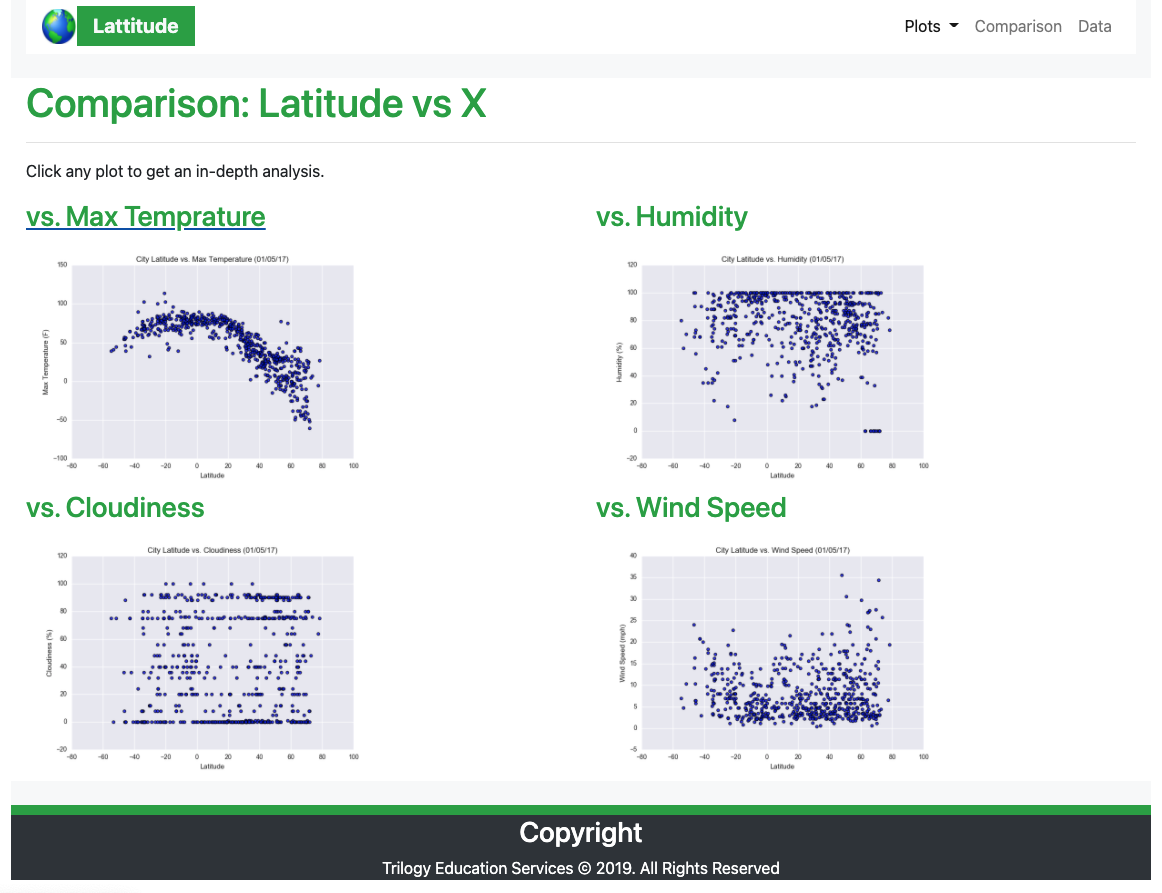 Lattitude
Plots Comparison Data
Comparison: Latitude vs X
Click any plot to get an in-depth analysis.
vs. Max Temprature
vs. Humidity
City Latitude vs. Max Temperature (01/05/17)
150
100
50
0
−50
−100
Max Temperature (F)
−80 −60 −40 −20 0 20 40 60 80 100
Latitude
City Latitude vs. Humidity (01/05/17)
120
100
80
60
40
20
0
−20
Humidity (%)
−80 −60 −40 −20 0 20 40 60 80 100
Latitude
vs. Cloudiness
vs. Wind Speed
City Latitude vs. Cloudiness (01/05/17)
120
100
80
60
40
20
0
−20
Cloudiness (%)
−80 −60 −40 −20 0 20 40 60 80 100
Latitude
City Latitude vs. Wind Speed (01/05/17)
40
35
30
25
20
15
10
5
0
−5
Wind Speed (mph)
−80 −60 −40 −20 0 20 40 60 80 100
Latitude
Copyright
Trilogy Education Services © 2019. All Rights Reserved